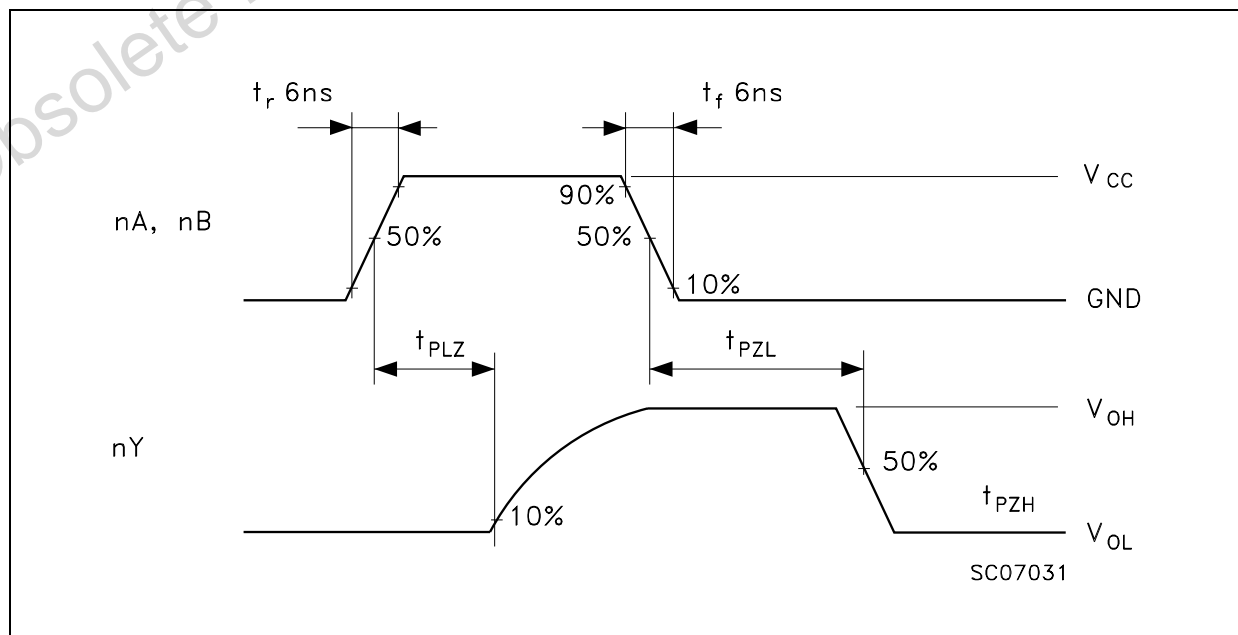 obsolete
t_r 6ns
t_f 6ns
V_CC
90%
nA, nB
50%
50%
10%
GND
t_PLZ
t_PZL
V_OH
nY
50%
t_PZH
10%
V_OL
SC07031